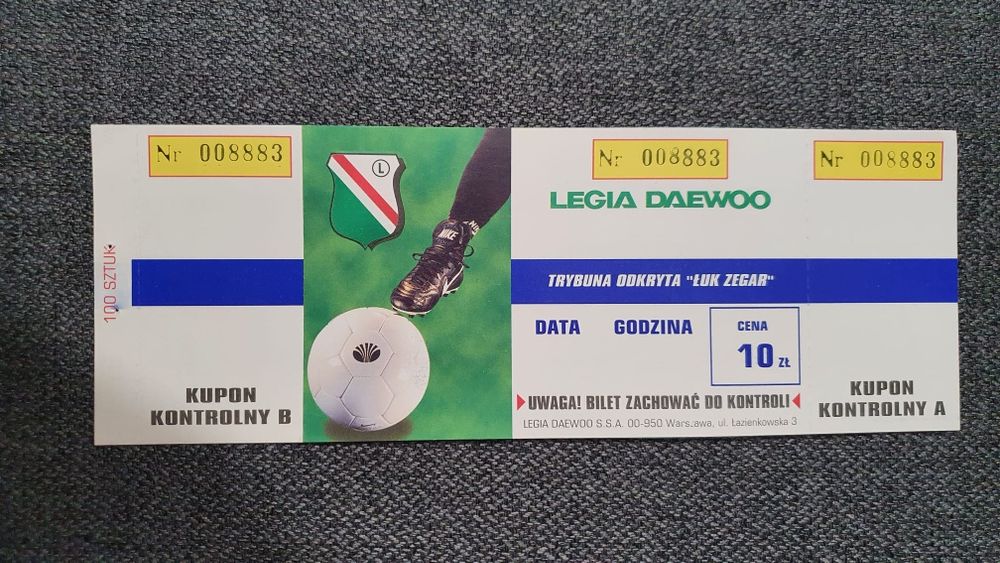 100 SZTUK
Nr 008883
KUPON
KONTROLNY B
L
NIKE
Nr 008883
LEGIA DAEWOO
TRYBUNA ODKRYTA "ŁUK ZEGAR"
DATA GODZINA CENA
10 ZŁ
UWAGA! BILET ZACHOWAĆ DO KONTROLI
LEGIA DAEWOO S.S.A. 00-950 Warszawa, ul. Łazienkowska 3
Nr 008883
KUPON
KONTROLNY A